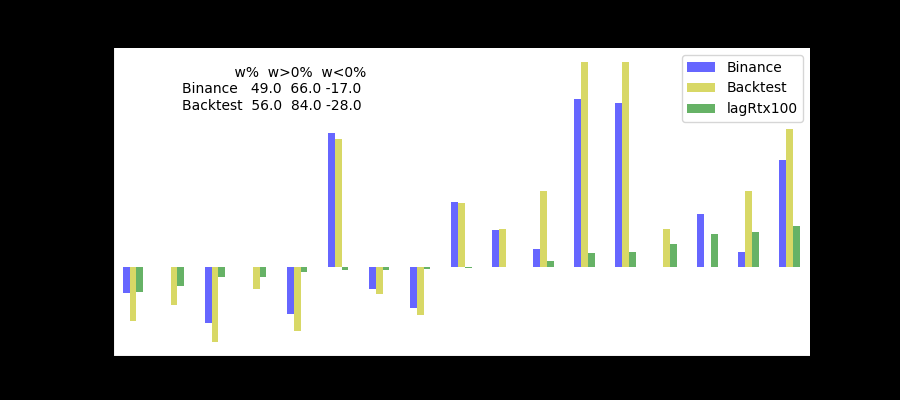 w% w>0% w<0%
Binance 49.0 66.0 -17.0
Backtest 56.0 84.0 -28.0
Binance
Backtest
lagRtx100